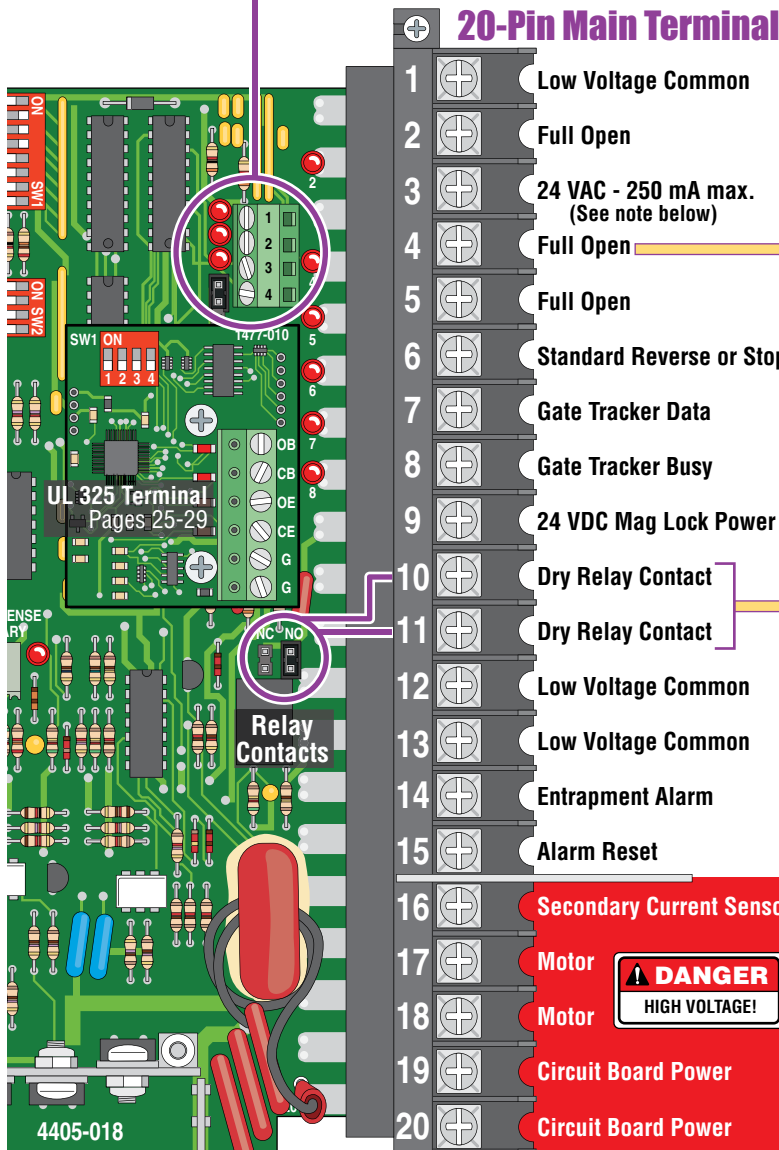 20-Pin Main Terminal
1 Low Voltage Common
2 Full Open
3 24 VAC - 250 mA max.
(See note below)
4 Full Open
5 Full Open
6 Standard Reverse or Stop
7 Gate Tracker Data
8 Gate Tracker Busy
9 24 VDC Mag Lock Power
10 Dry Relay Contact
11 Dry Relay Contact
12 Low Voltage Common
13 Low Voltage Common
14 Entrapment Alarm
15 Alarm Reset
16 Secondary Current Senso
17 Motor
18 Motor
DANGER
HIGH VOLTAGE!
19 Circuit Board Power
20 Circuit Board Power
ON
SW1
ON SW2
2
1
2
3
4
5
6
7
8
SW1 ON
1 2 3 4
1477-010
OB
CB
OE
CE
G
G
UL 325 Terminal
Pages 25-29
ENSE
ARY
NC NO
Relay
Contacts
4405-018